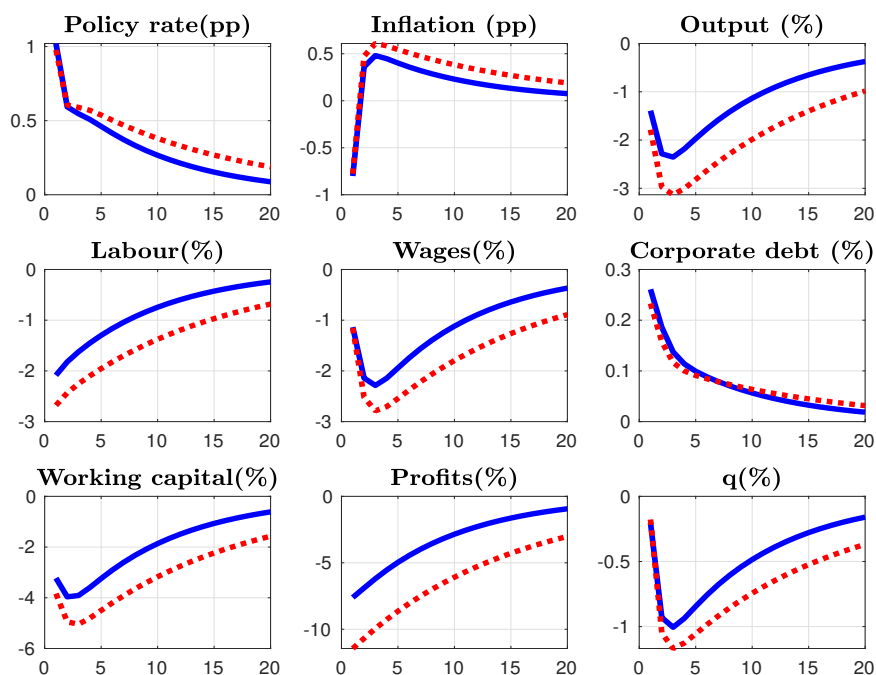 Policy rate(pp)
1
0.5
0
0 5 10 15 20
Inflation (pp)
0.5
0
-0.5
-1
0 5 10 15 20
Output (%)
0
-1
-2
-3
0 5 10 15 20
Labour(%)
0
-1
-2
-3
0 5 10 15 20
Wages(%)
0
-1
-2
-3
0 5 10 15 20
Corporate debt (%)
0.3
0.2
0.1
0
0 5 10 15 20
Working capital(%)
0
-2
-4
-6
0 5 10 15 20
Profits(%)
0
-5
-10
0 5 10 15 20
q(%)
0
-0.5
-1
0 5 10 15 20